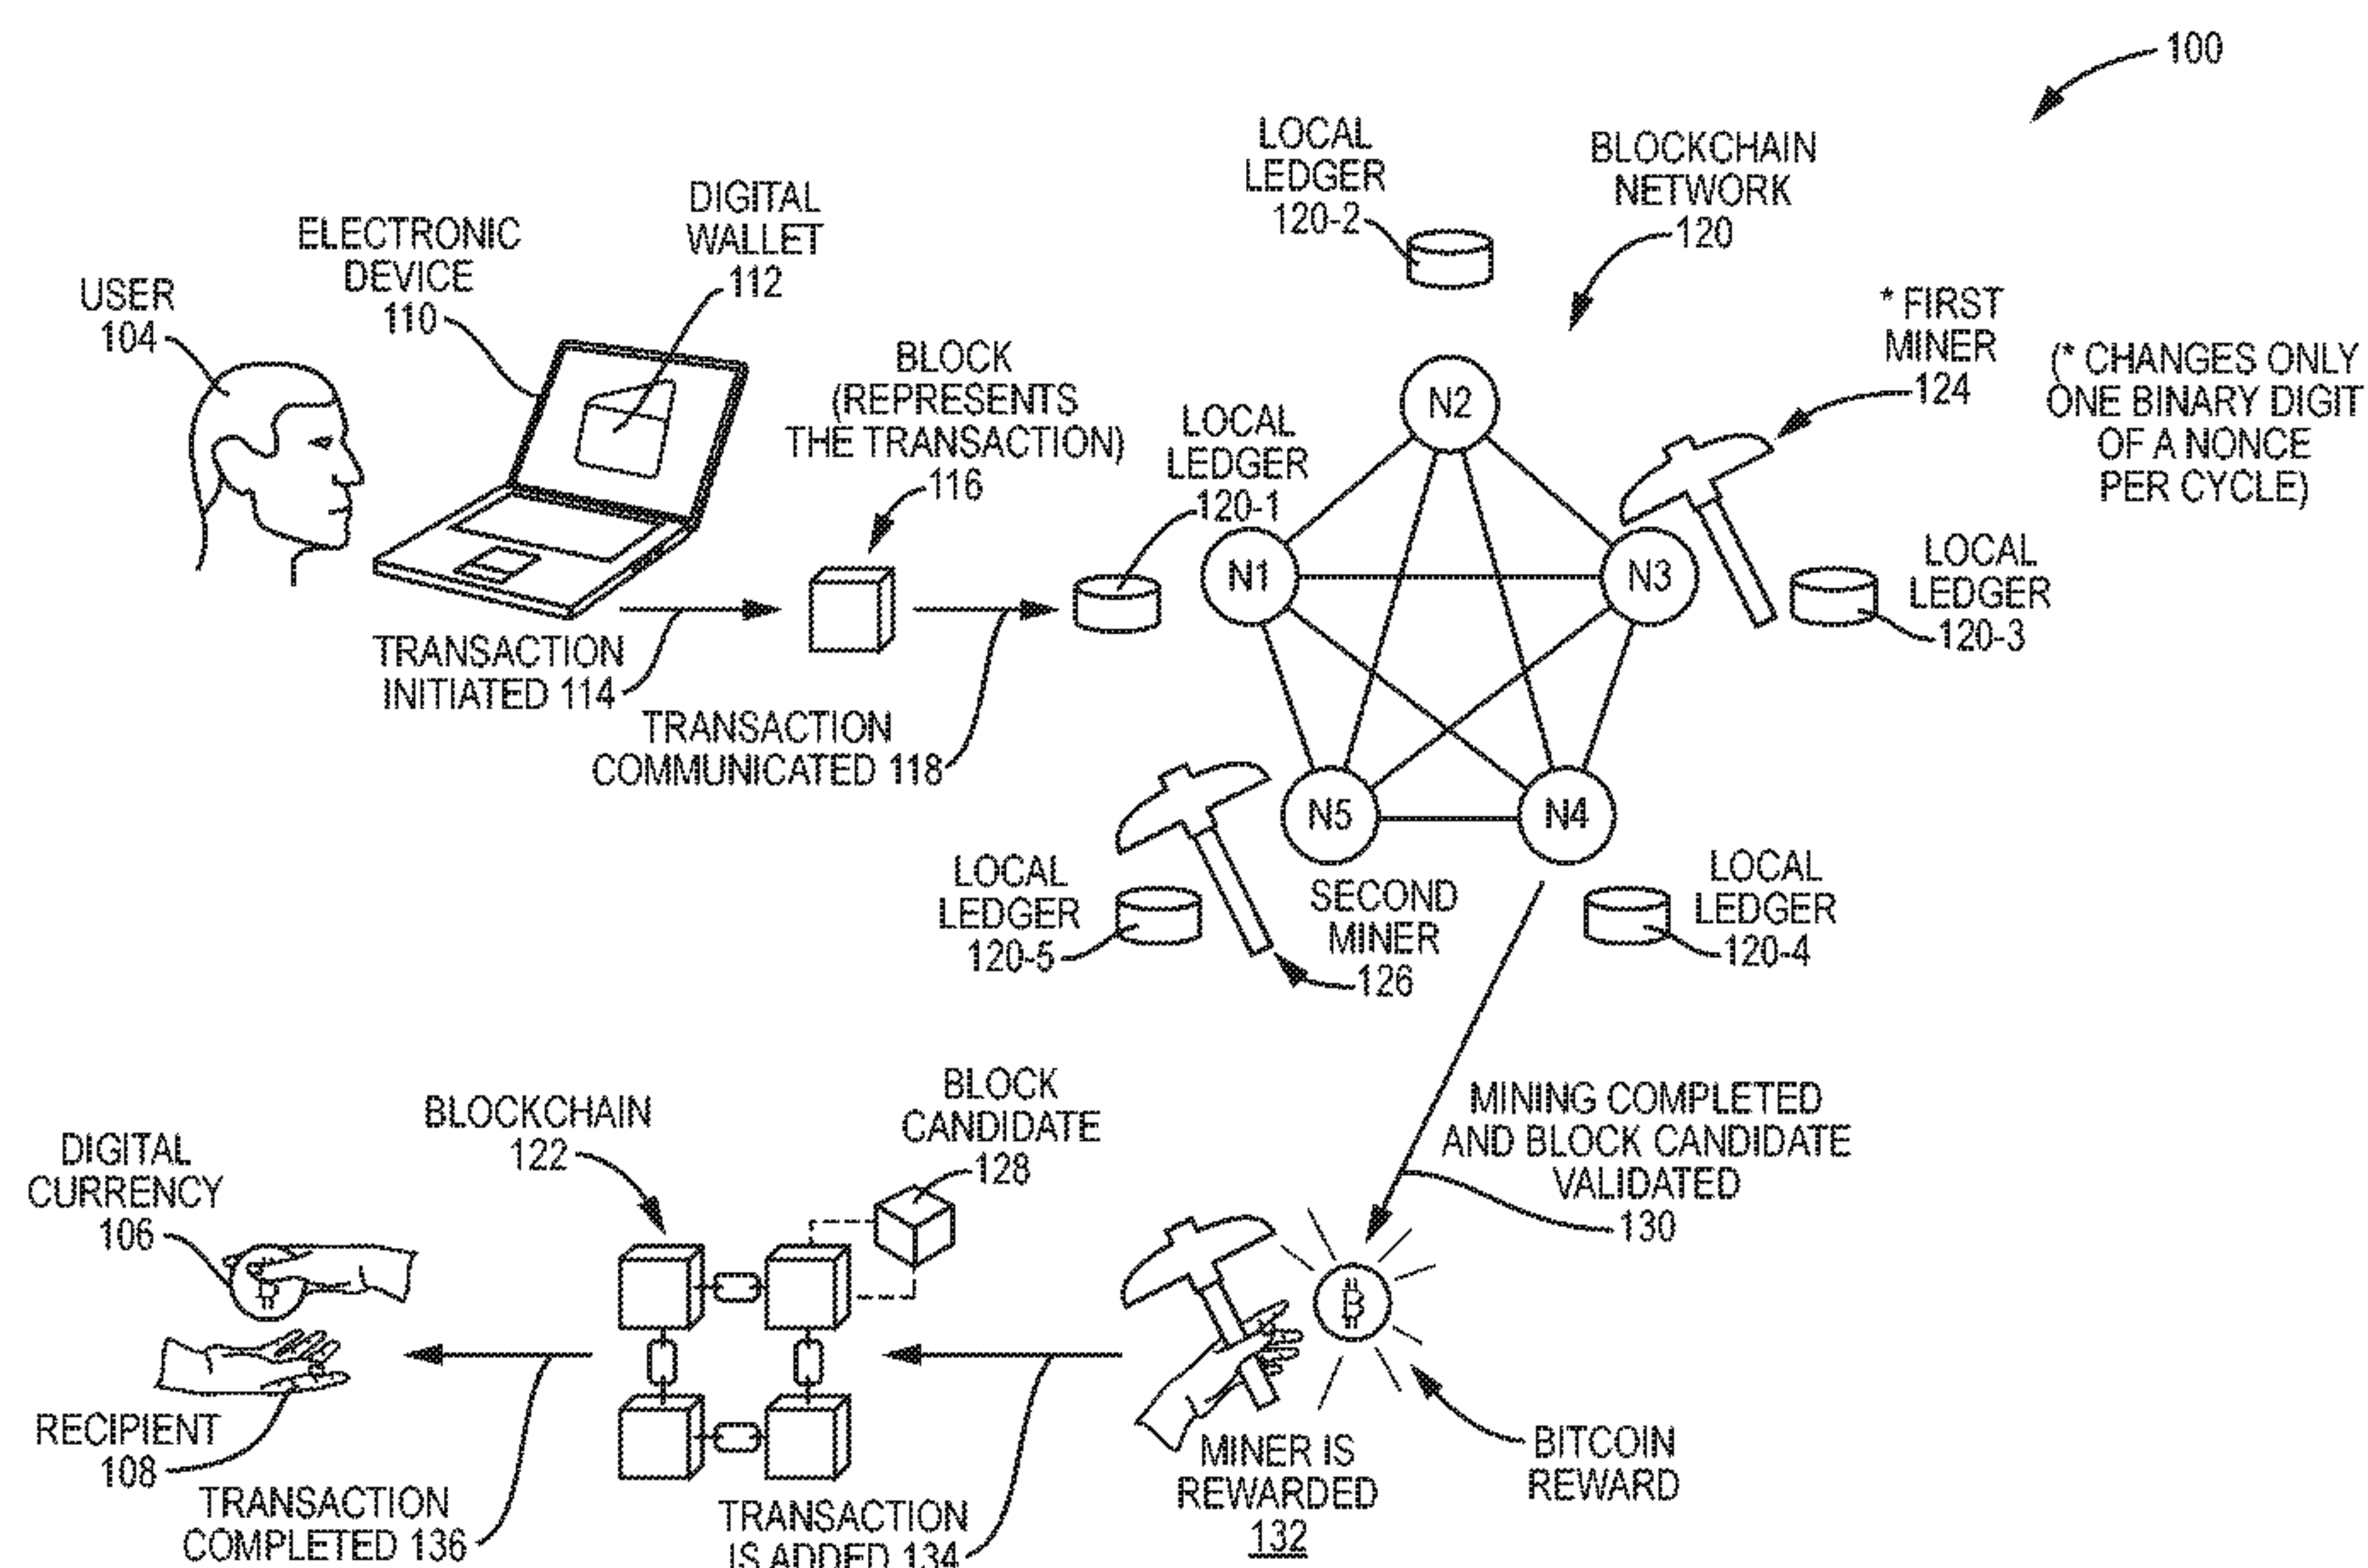 100
LOCAL
LEDGER
120-2
BLOCKCHAIN
NETWORK
120
DIGITAL
WALLET
112
ELECTRONIC
DEVICE
110
USER
104
* FIRST
MINER
124
(* CHANGES ONLY
ONE BINARY DIGIT
OF A NONCE
PER CYCLE)
BLOCK
(REPRESENTS
THE TRANSACTION)
116
LOCAL
LEDGER
120-1
N2
N1
N3
LOCAL
LEDGER
120-3
TRANSACTION
INITIATED 114
TRANSACTION
COMMUNICATED 118
N5
N4
LOCAL
LEDGER
120-5
SECOND
MINER
126
LOCAL
LEDGER
120-4
MINING COMPLETED
AND BLOCK CANDIDATE
VALIDATED
130
BLOCK
CANDIDATE
128
BLOCKCHAIN
122
DIGITAL
CURRENCY
106
RECIPIENT
108
TRANSACTION
COMPLETED 136
TRANSACTION
IS ADDED 134
MINER IS
REWARDED
132
BITCOIN
REWARD